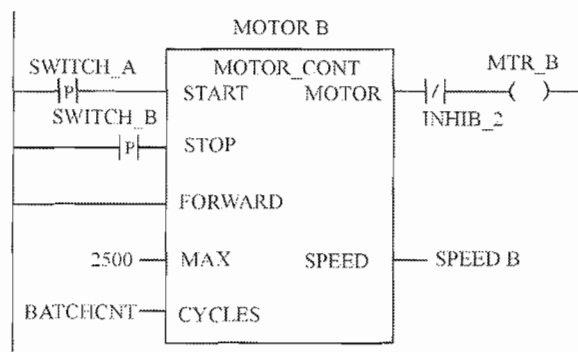 MOTOR B
SWITCH_A
MOTOR_CONT
MTR_B
P
START MOTOR
/
INHIB_2
SWITCH_B
P
STOP
FORWARD
2500 MAX SPEED SPEED B
BATCHCNT CYCLES